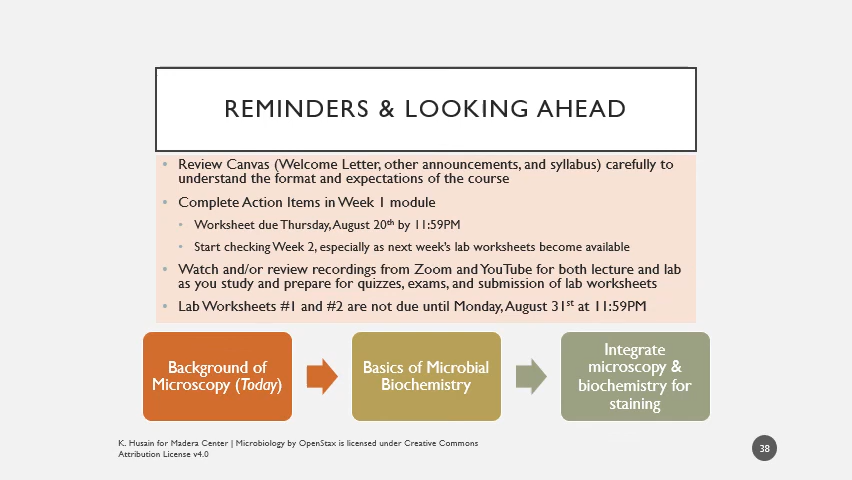 REMINDERS & LOOKING AHEAD
• Review Canvas (Welcome Letter, other announcements, and syllabus) carefully to
understand the format and expectations of the course
• Complete Action Items in Week 1 module
• Worksheet due Thursday, August 20th by 11:59PM
• Start checking Week 2, especially as next week's lab worksheets become available
• Watch and/or review recordings from Zoom and YouTube for both lecture and lab
as you study and prepare for quizzes, exams, and submission of lab worksheets
• Lab Worksheets #1 and #2 are not due until Monday, August 31st at 11:59PM
Background of
Microscopy (Today)
Basics of Microbial
Biochemistry
Integrate
microscopy &
biochemistry for
staining
K. Husain for Madera Center | Microbiology by OpenStax is licensed under Creative Commons
Attribution License v4.0
38